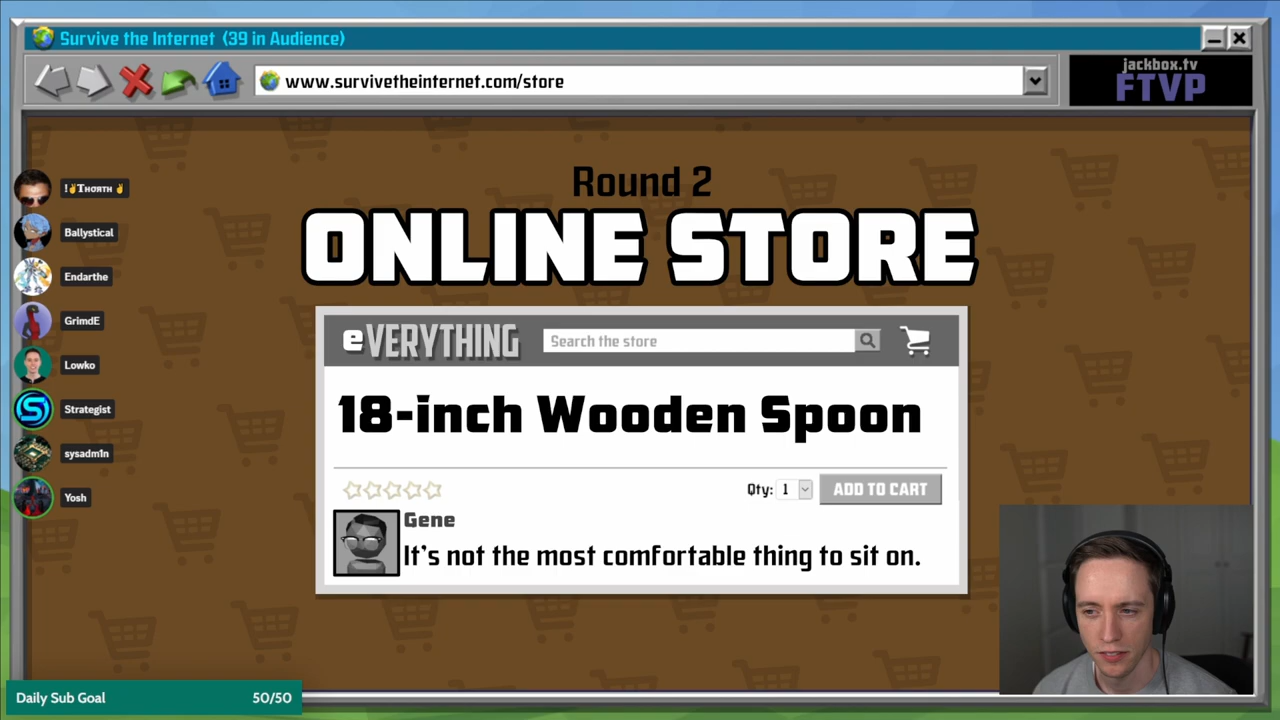 Survive the Internet (39 in Audience)
www.survivetheinternet.com/store
jackbox.tv
FTVP
Round 2
ONLINE STORE
!✌Tʜσʀтʜ ✌
Ballystical
Endarthe
GrimdE
Lowko
Strategist
sysadm1n
Yosh
eVERYTHING
Search the store
18-inch Wooden Spoon
Qty: 1
ADD TO CART
Gene
It's not the most comfortable thing to sit on.
Daily Sub Goal
50/50